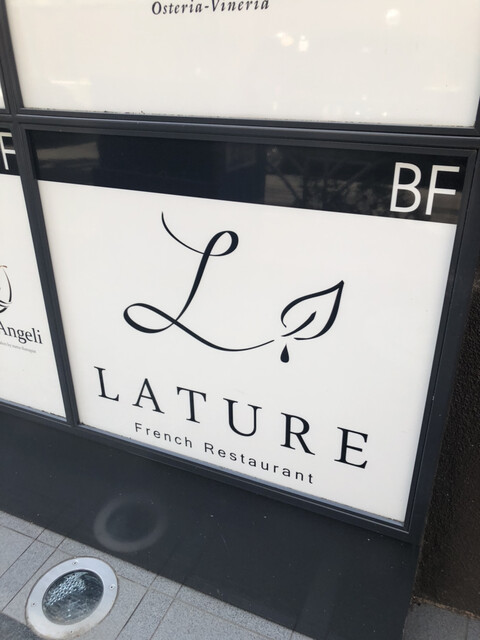 Osteria-Vineria
F
BF
L
Angeli
LATURE
French Restaurant